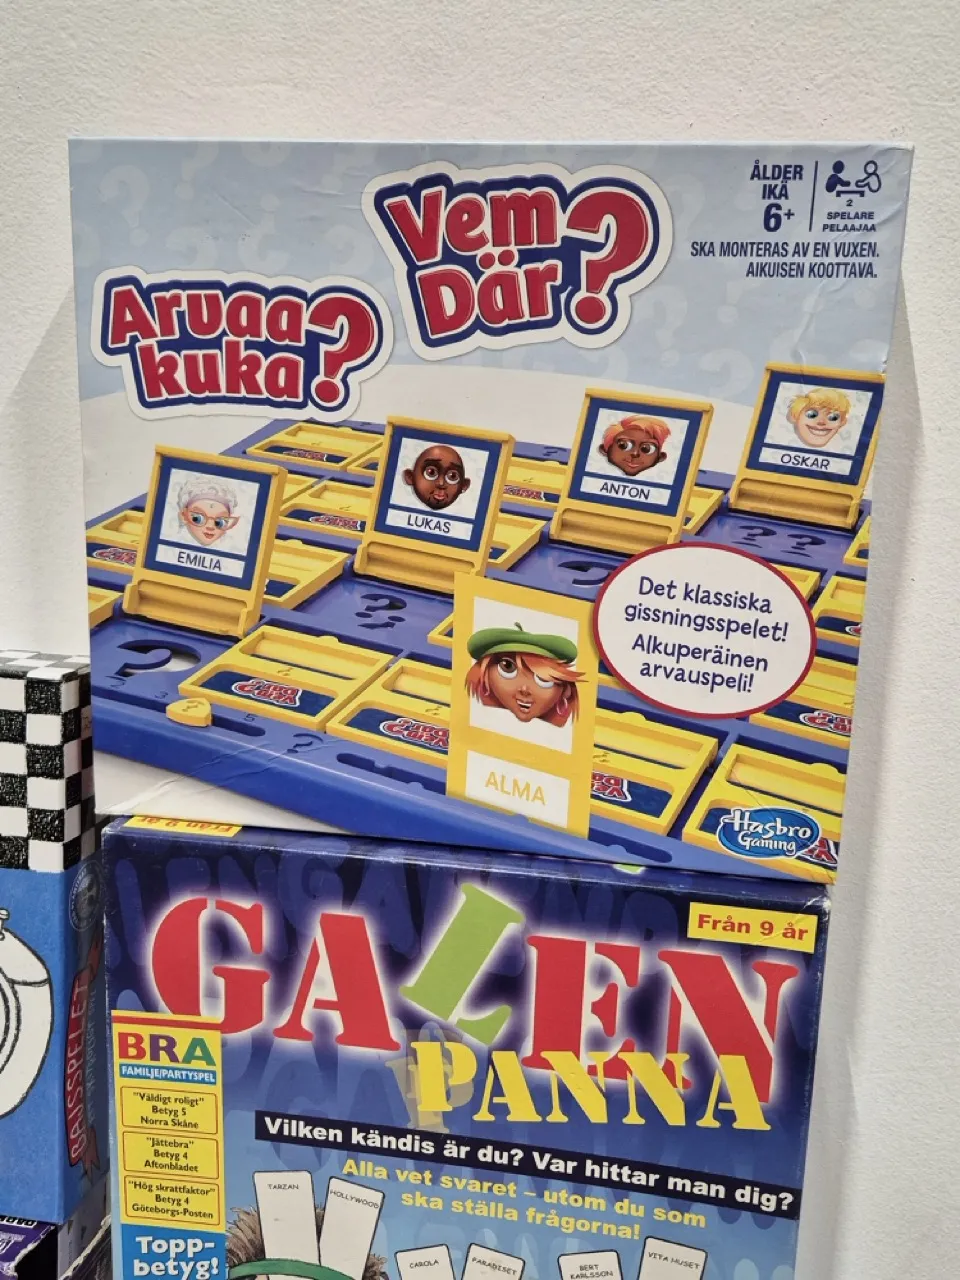 Vem
Där?
Arvaa
kuka?
ÅLDER
IKÄ
6+
2
SPELARE
PELAAJAA
SKA MONTERAS AV EN VUXEN.
AIKUISEN KOOTTAVA.
EMILIA
LUKAS
ANTON
OSKAR
ALMA
Det klassiska
gissningsspelet!
Alkuperäinen
arvauspeli!
Hasbro
Gaming
Från 9 år
Från 9 år
GALEN
PANNA
BRA
FAMILJE/PARTYSPEL
"Väldigt roligt"
Betyg 5
Norra Skåne
"Jättebra"
Betyg 4
Aftonbladet
"Hög skrattfaktor"
Betyg 4
Göteborgs-Posten
Topp-
betyg!
Vilken kändis är du? Var hittar man dig?
Alla vet svaret – utom du som
ska ställa frågorna!
TARZAN
HOLLYWOOD
CAROLA
PARADISET
BERT
KARLSSON
VITA HUSET